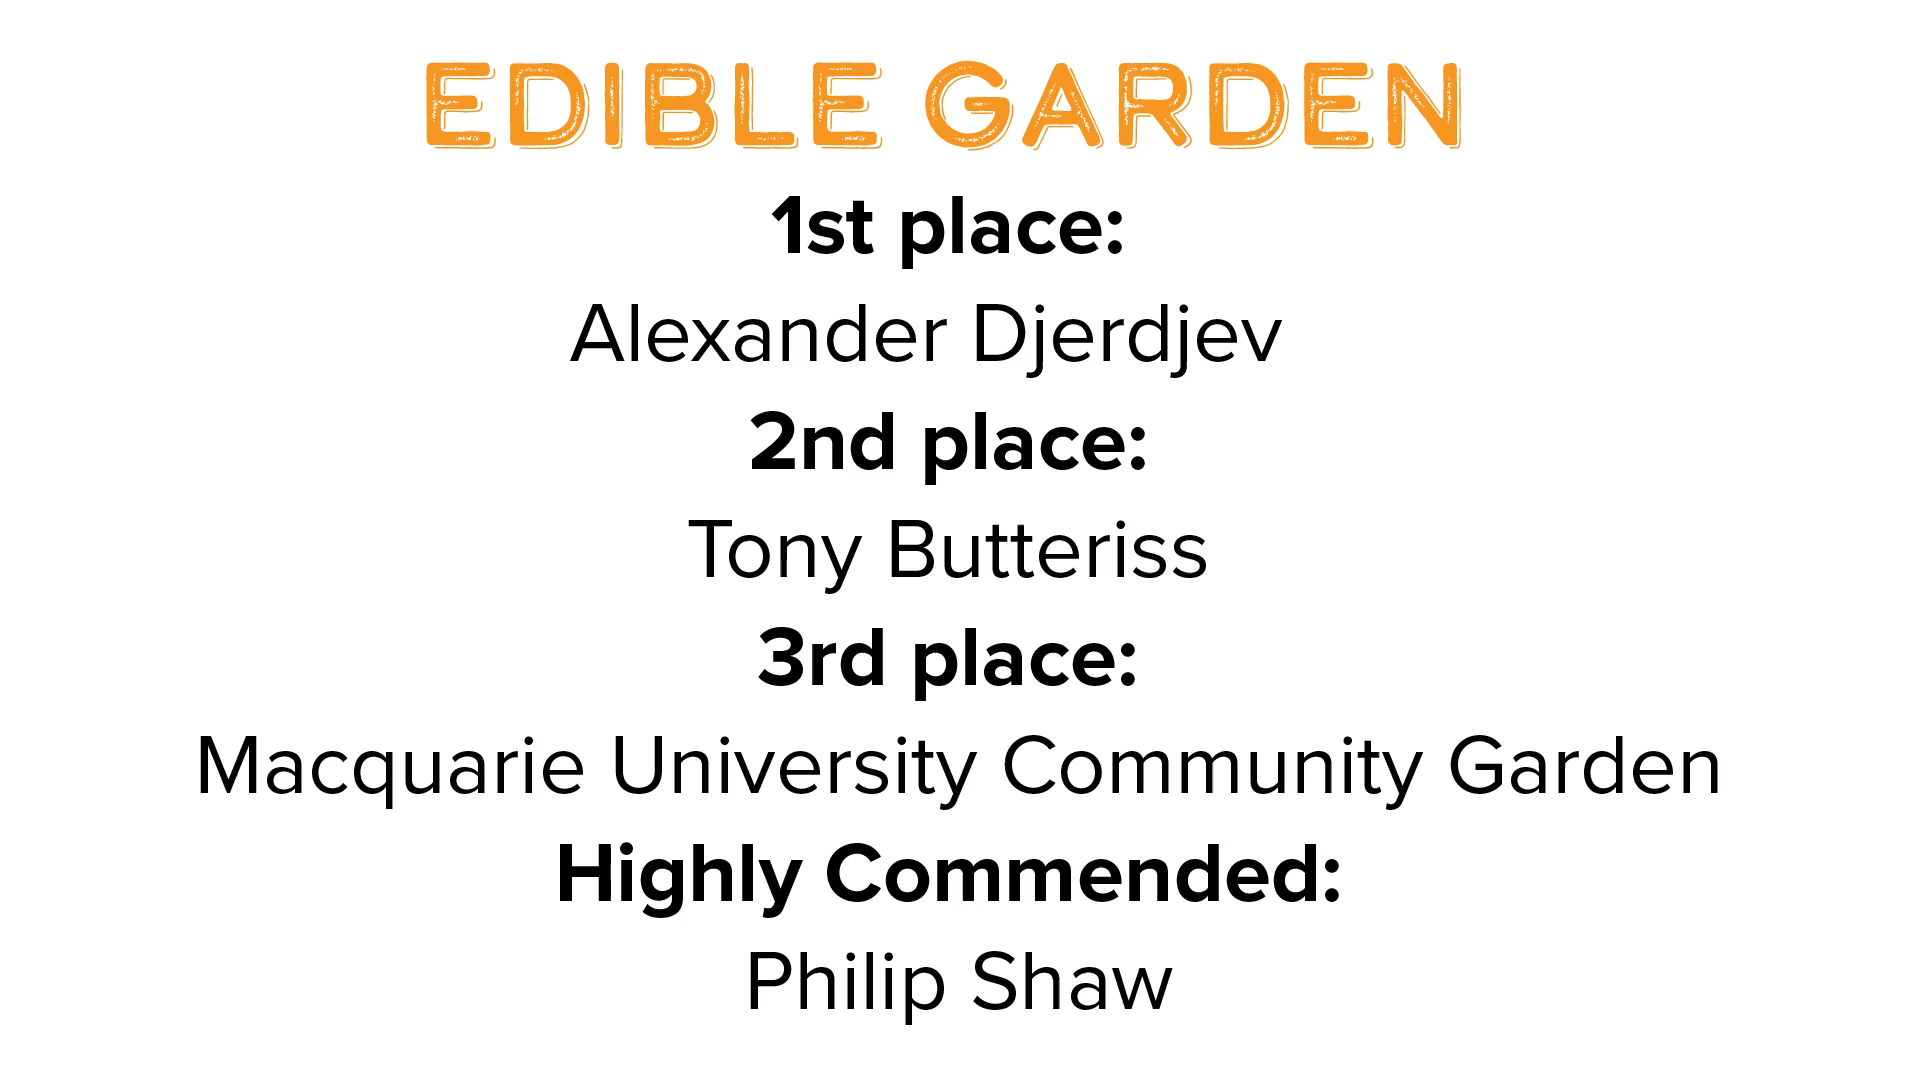 EDIBLE GARDEN
1st place:
Alexander Djerdjev
2nd place:
Tony Butteriss
3rd place:
Macquarie University Community Garden
Highly Commended:
Philip Shaw